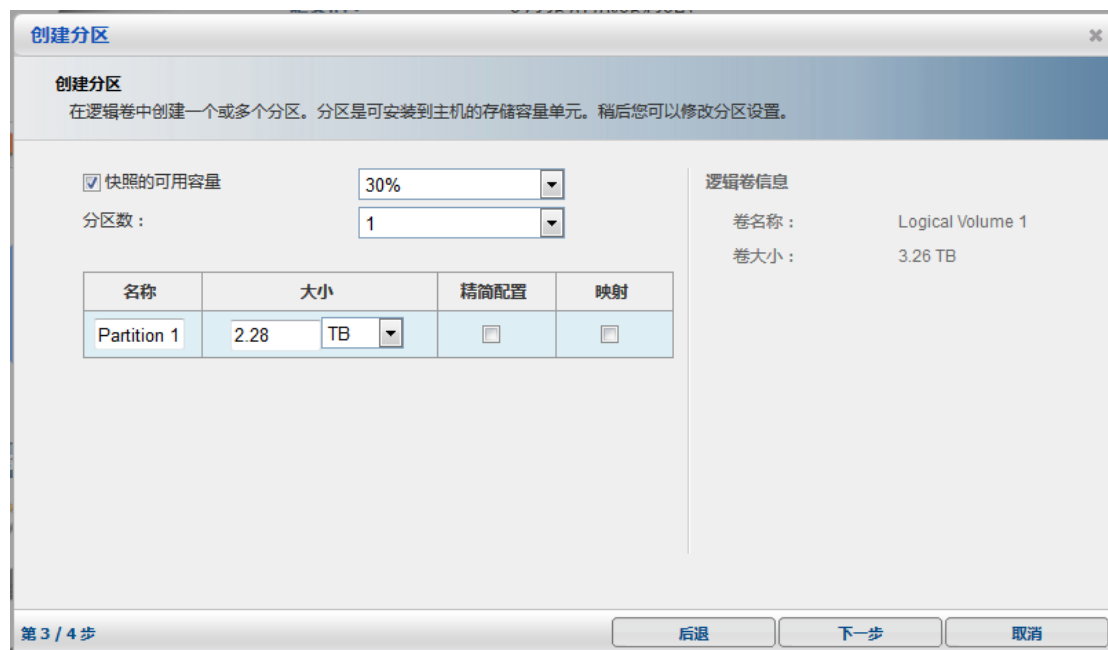 创建分区
创建分区
在逻辑卷中创建一个或多个分区。分区是可安装到主机的存储容量单元。稍后您可以修改分区设置。
快照的可用容量 30%
分区数： 1
名称 大小 精简配置 映射
Partition 1 2.28 TB
逻辑卷信息
卷名称： Logical Volume 1
卷大小： 3.26 TB
第 3 / 4 步 后退 下一步 取消